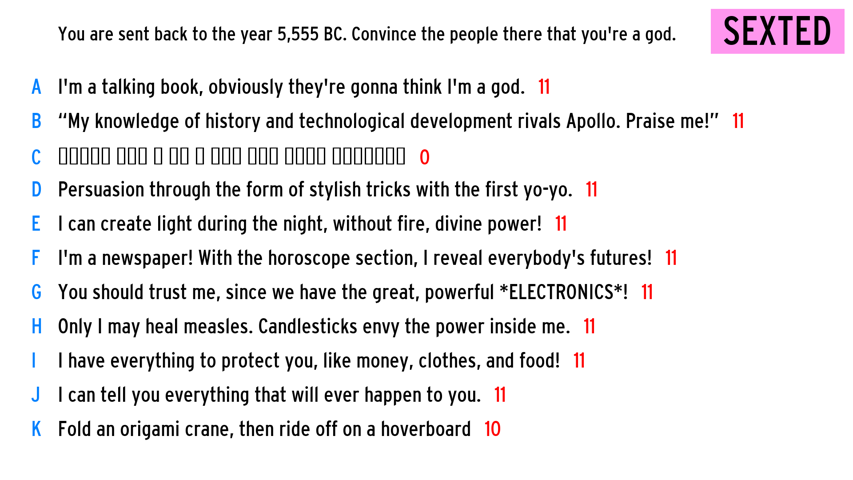 You are sent back to the year 5,555 BC. Convince the people there that you're a god.
SEXTED
A I'm a talking book, obviously they're gonna think I'm a god. 11
B “My knowledge of history and technological development rivals Apollo. Praise me!” 11
C 0
D Persuasion through the form of stylish tricks with the first yo-yo. 11
E I can create light during the night, without fire, divine power! 11
F I'm a newspaper! With the horoscope section, I reveal everybody's futures! 11
G You should trust me, since we have the great, powerful *ELECTRONICS*! 11
H Only I may heal measles. Candlesticks envy the power inside me. 11
I I have everything to protect you, like money, clothes, and food! 11
J I can tell you everything that will ever happen to you. 11
K Fold an origami crane, then ride off on a hoverboard 10